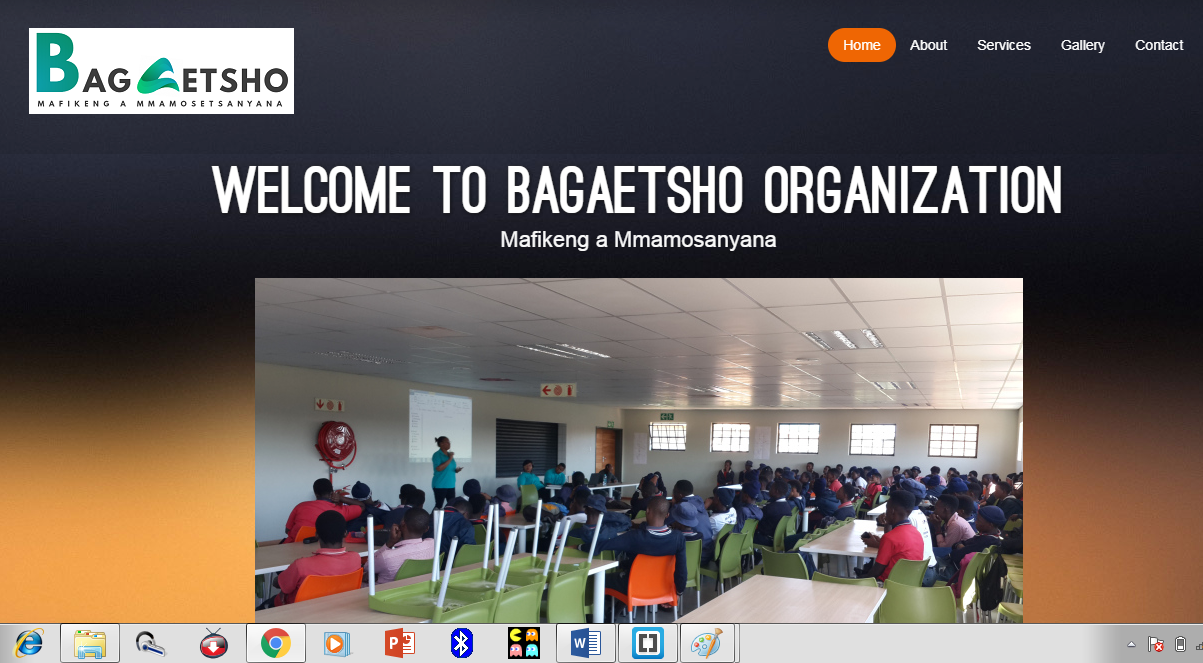 BAGAETSHO
MAFIKENG A MMAMOSETSANYANA
Home About Services Gallery Contact
WELCOME TO BAGAETSHO ORGANIZATION
Mafikeng a Mmamosanyana